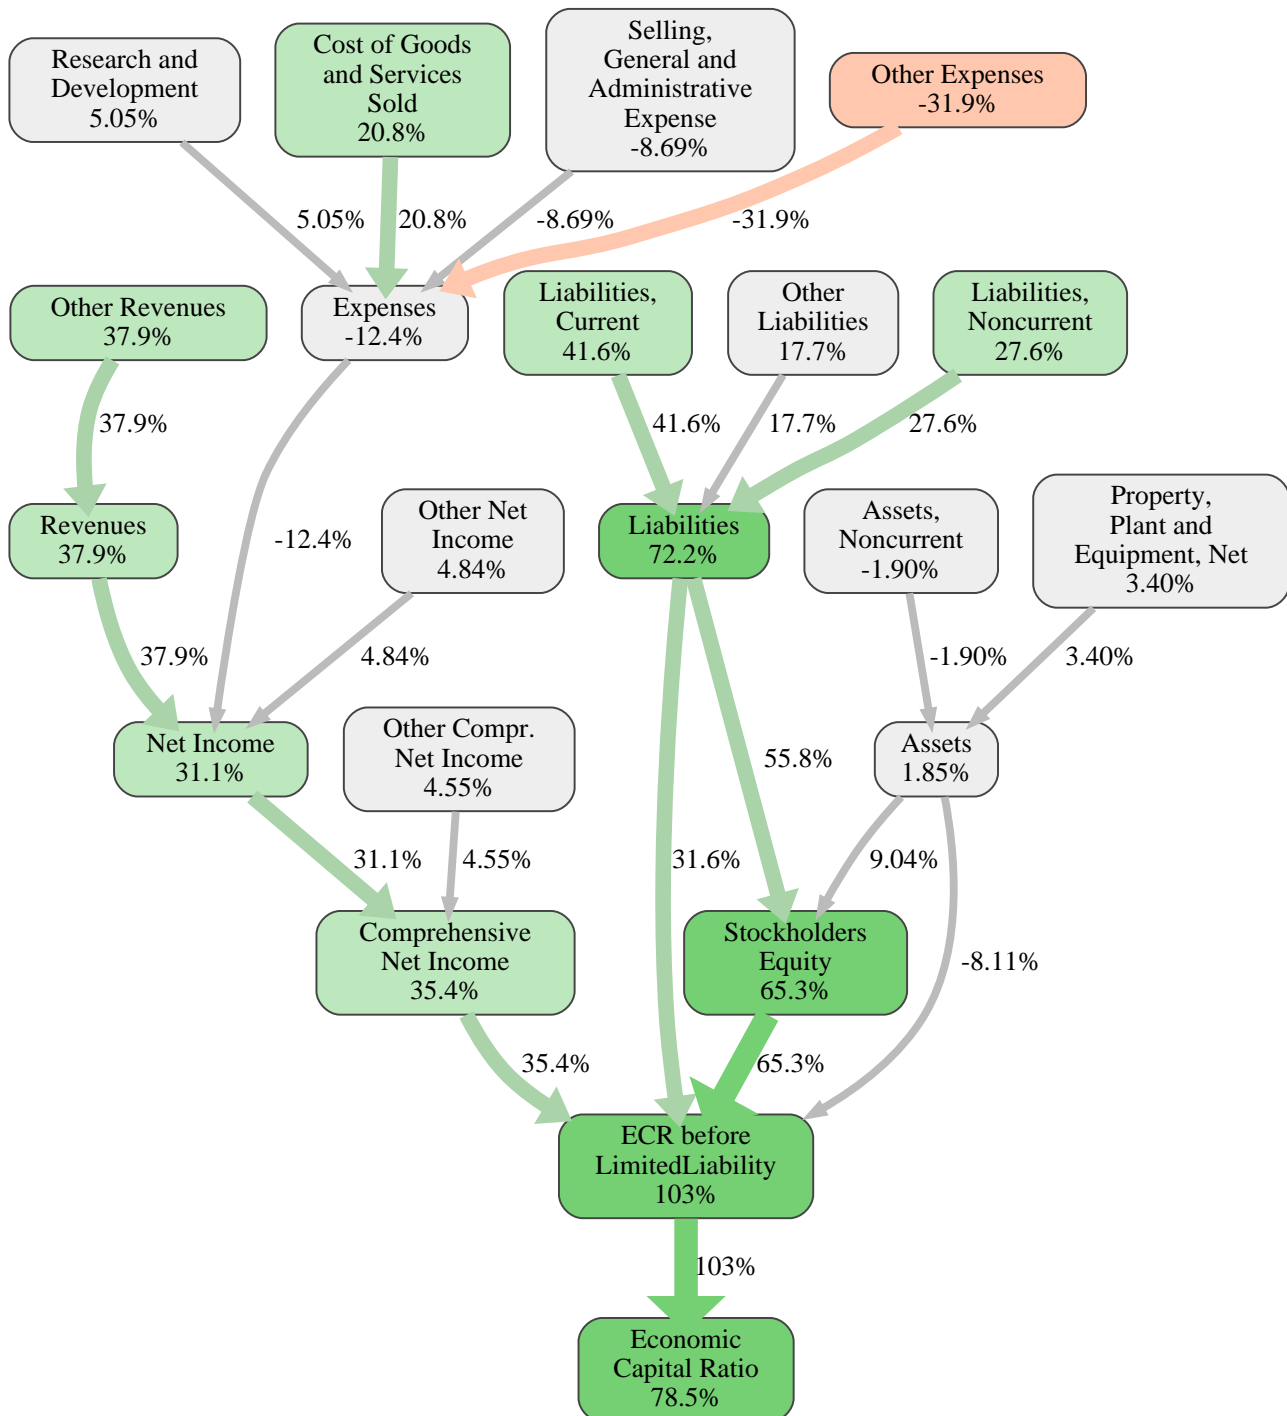 Research and
Development
5.05%
Cost of Goods
and Services
Sold
20.8%
Selling,
General and
Administrative
Expense
-8.69%
Other Expenses
-31.9%
5.05%
20.8%
-8.69%
-31.9%
Other Revenues
37.9%
Expenses
-12.4%
Liabilities,
Current
41.6%
Other
Liabilities
17.7%
Liabilities,
Noncurrent
27.6%
37.9%
41.6%
17.7%
27.6%
Revenues
37.9%
-12.4%
Other Net
Income
4.84%
Liabilities
72.2%
Assets,
Noncurrent
-1.90%
Property,
Plant and
Equipment, Net
3.40%
37.9%
4.84%
-1.90%
3.40%
Net Income
31.1%
Other Compr.
Net Income
4.55%
55.8%
Assets
1.85%
31.1%
4.55%
31.6%
9.04%
Comprehensive
Net Income
35.4%
Stockholders
Equity
65.3%
-8.11%
35.4%
65.3%
ECR before
LimitedLiability
103%
103%
Economic
Capital Ratio
78.5%